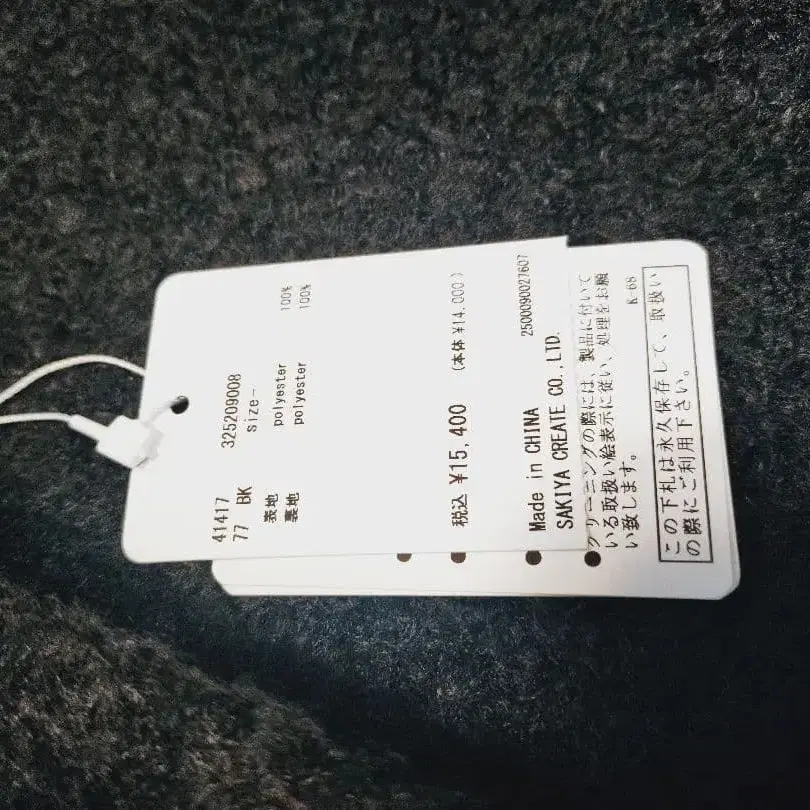 41417 325209008
77 BK size-
表地 polyester 100%
裏地 polyester 100%
税込 ¥15,400 (本体 ¥14,000)
2500090027607
Made in CHINA
SAKIYA CREATE CO.,LTD.
クリーニングの際には、製品に付いて
いる取扱い絵表示に従い、処理をお願
い致します。
K-68
この下札は永久保存して、取扱い
の際にご利用下さい。